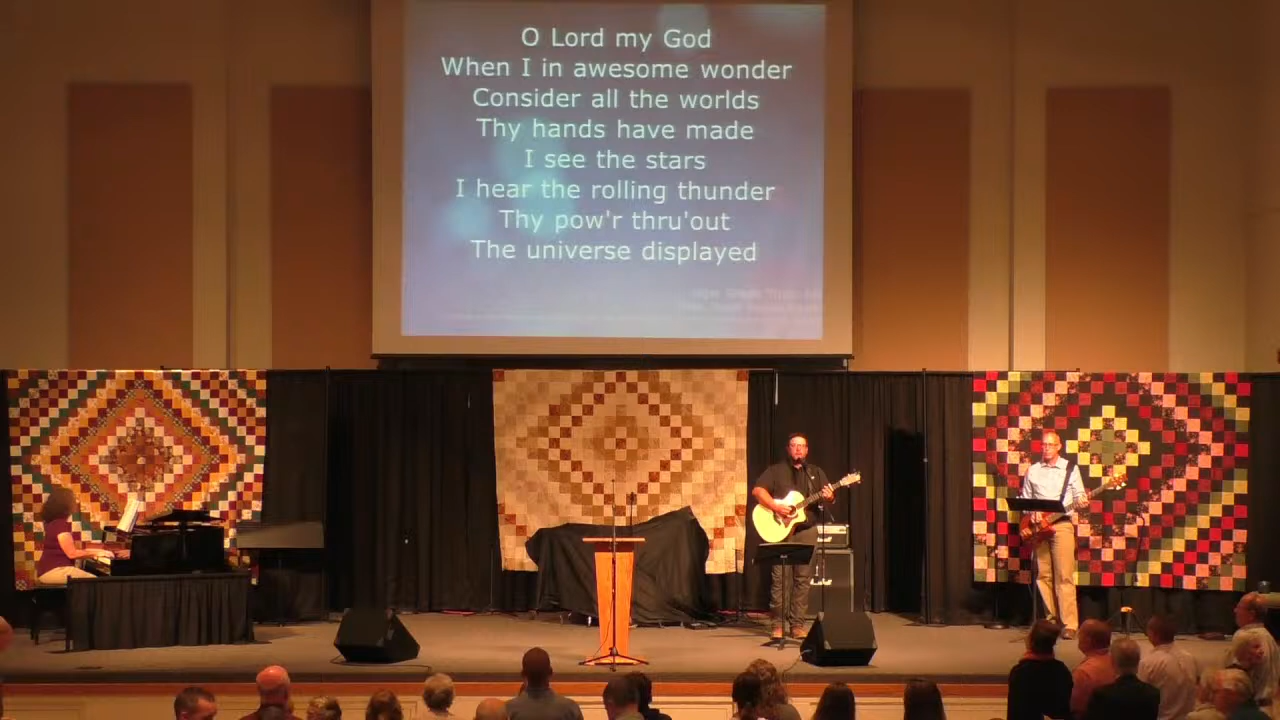 O Lord my God
When I in awesome wonder
Consider all the worlds
Thy hands have made
I see the stars
I hear the rolling thunder
Thy pow'r thru'out
The universe displayed